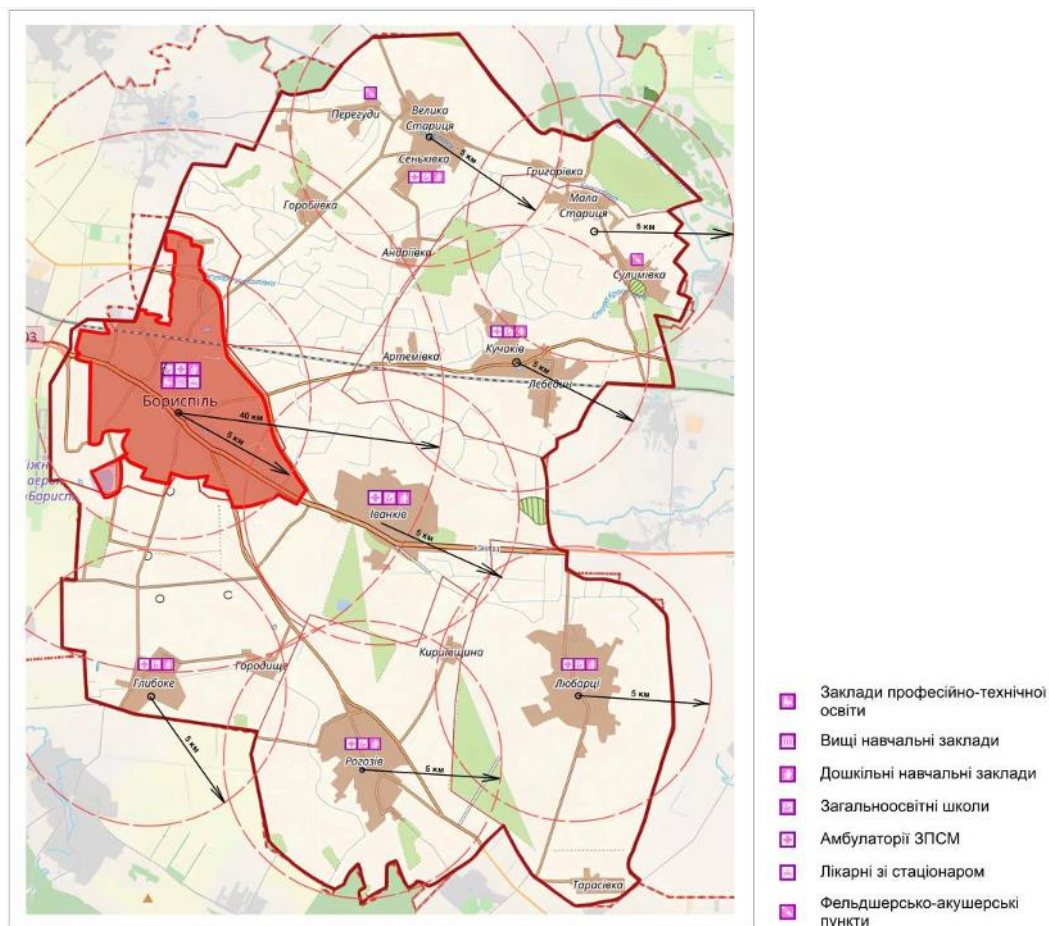 Перегуди
Велика
Стариця
5 км
Сеньківка
Григорівка
Мала
Стариця
Горобіївка
5 км
Андріївка
Сулимівка
03
Артемівка
Кучаків
5 км
Лебедин
Бориспіль
40 км
5 км
Іванків
5 км
Кириївщина
Городище
Глибоке
Любарці
5 км
5 км
Рогозів
5 км
Тарасівка
Заклади професійно-технічної
освіти
Вищі навчальні заклади
Дошкільні навчальні заклади
Загальноосвітні школи
Амбулаторії ЗПСМ
Лікарні зі стаціонаром
Фельдшерсько-акушерські
пункти